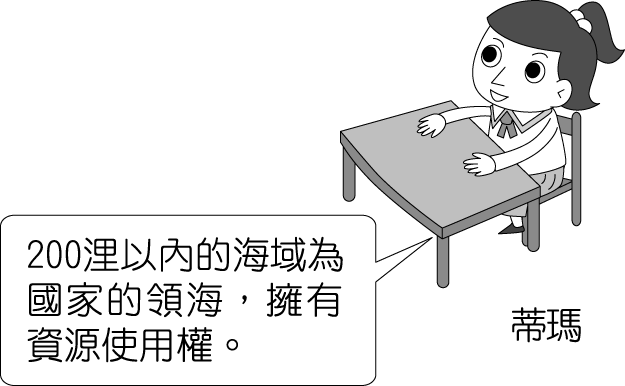 200浬以內的海域為
國家的領海，擁有
資源使用權。
蒂瑪